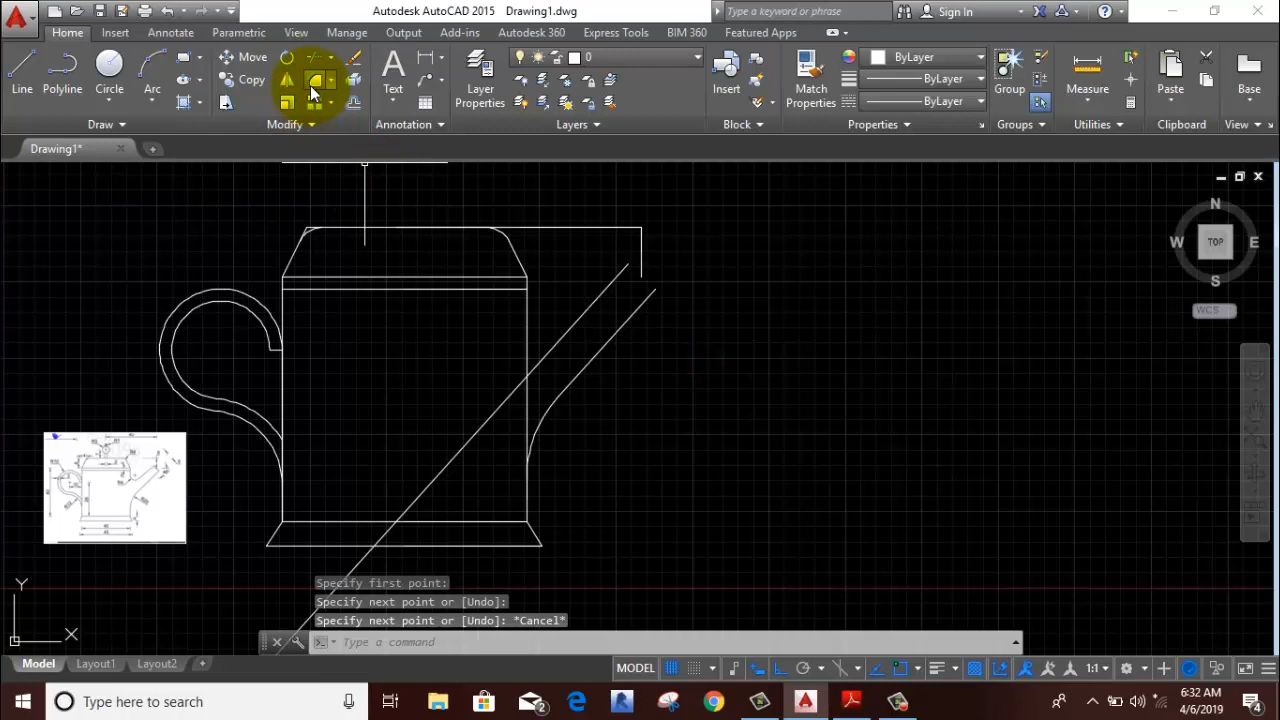 Autodesk AutoCAD 2015 Drawing1.dwg
Type a keyword or phrase
Sign In
Home Insert Annotate Parametric View Manage Output Add-ins Autodesk 360 Express Tools BIM 360 Featured Apps
Move
Copy
Line Polyline Circle Arc
Text
Layer
Properties
0
Insert
Match
Properties
ByLayer
ByLayer
ByLayer
Group
Measure
Paste
Base
Draw Modify Annotation Layers Block Properties Groups Utilities Clipboard View
Drawing1*
N
W TOP E
S
WCS
Y
X
Specify first point:
Specify next point or [Undo]:
Specify next point or [Undo]: *Cancel*
Type a command
Model Layout1 Layout2
MODEL 1:1
Type here to search
2
8:32 AM
4/6/2019
4